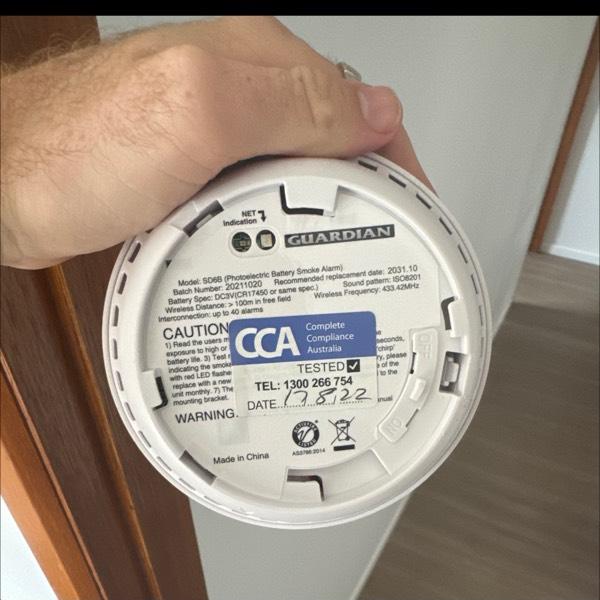 NET
Indication
GUARDIAN
Model: SD6B (Photoelectric Battery Smoke Alarm)
Batch Number: 20211020 Recommended replacement date: 2031.10
Battery Spec: DC3V(CR17450 or same spec.) Sound pattern: ISO8201
Wireless Distance: > 100m in free field Wireless Frequency: 433.42MHz
Interconnection: up to 40 alarms
CAUTION
1) Read the users m
exposure to high or
battery life. 3) Test
indicating the smoke
with red LED flashe
replace with a new
unit monthly. 7) The
mounting bracket.
WARNING:
seconds,
'chirp'
ry, please
e of the
to the
anual
CCA Complete
Compliance
Australia
TESTED
TEL: 1300 266 754
DATE 17.8.22
OFF
ON
Made in China
AS3786:2014